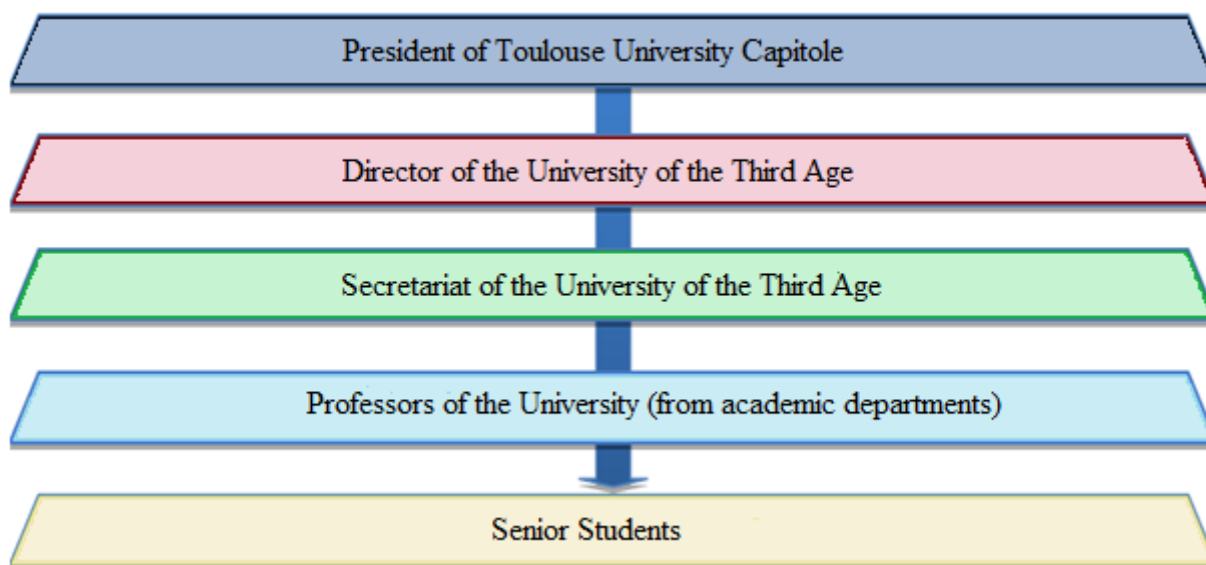 President of Toulouse University Capitole
Director of the University of the Third Age
Secretariat of the University of the Third Age
Professors of the University (from academic departments)
Senior Students